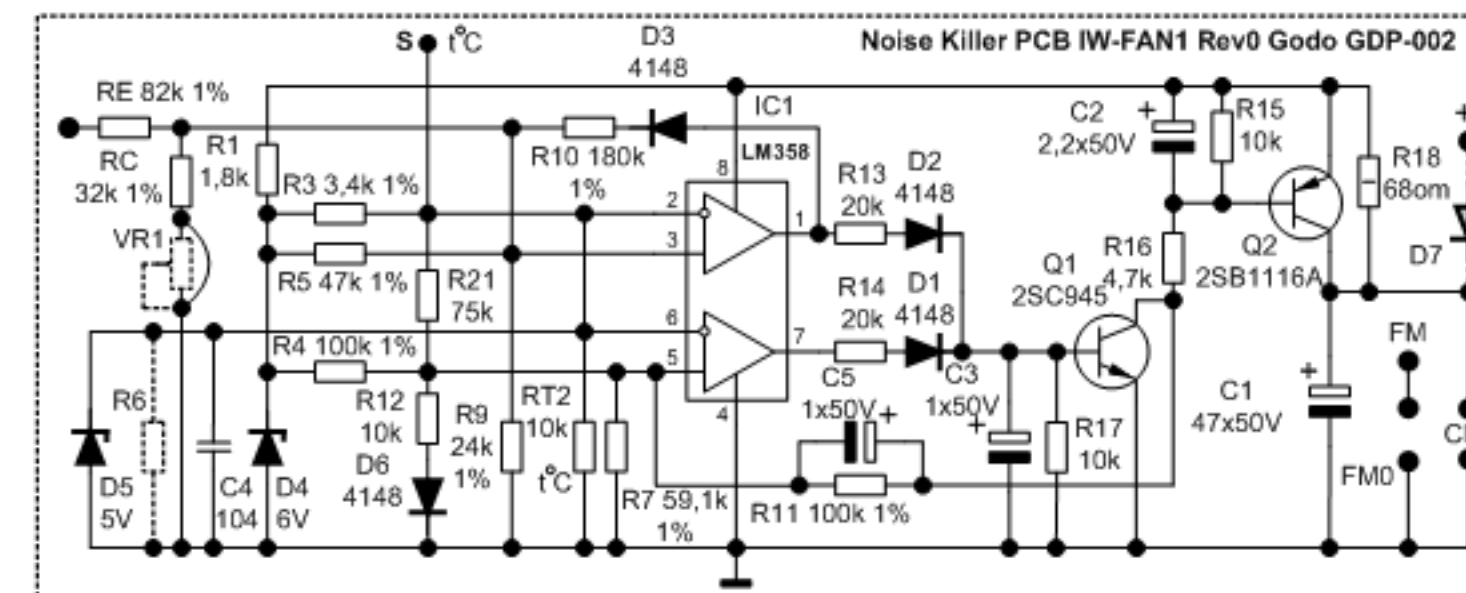 Noise Killer PCB IW-FAN1 Rev0 Godo GDP-002
S t°C
D3
4148
RE 82k 1%
IC1
LM358
RC
32k 1%
R1
1,8k
R10 180k
1%
C2
2,2x50V
+
R15
10k
R18
68om
+
R3 3,4k 1%
8
R13
20k
D2
4148
2
1
3
VR1
R5 47k 1%
R21
75k
Q1
2SC945
R16
4,7k
Q2
2SB1116A
D7
R14
20k
D1
4148
6
7
5
R4 100k 1%
FM
R6
R12
10k
R9
24k
1%
RT2
10k
t°C
4
C5
1x50V
+
C3
1x50V
+
C1
47x50V
+
R17
10k
D5
5V
C4
104
D4
6V
D6
4148
R7 59,1k
1%
R11 100k 1%
FM0